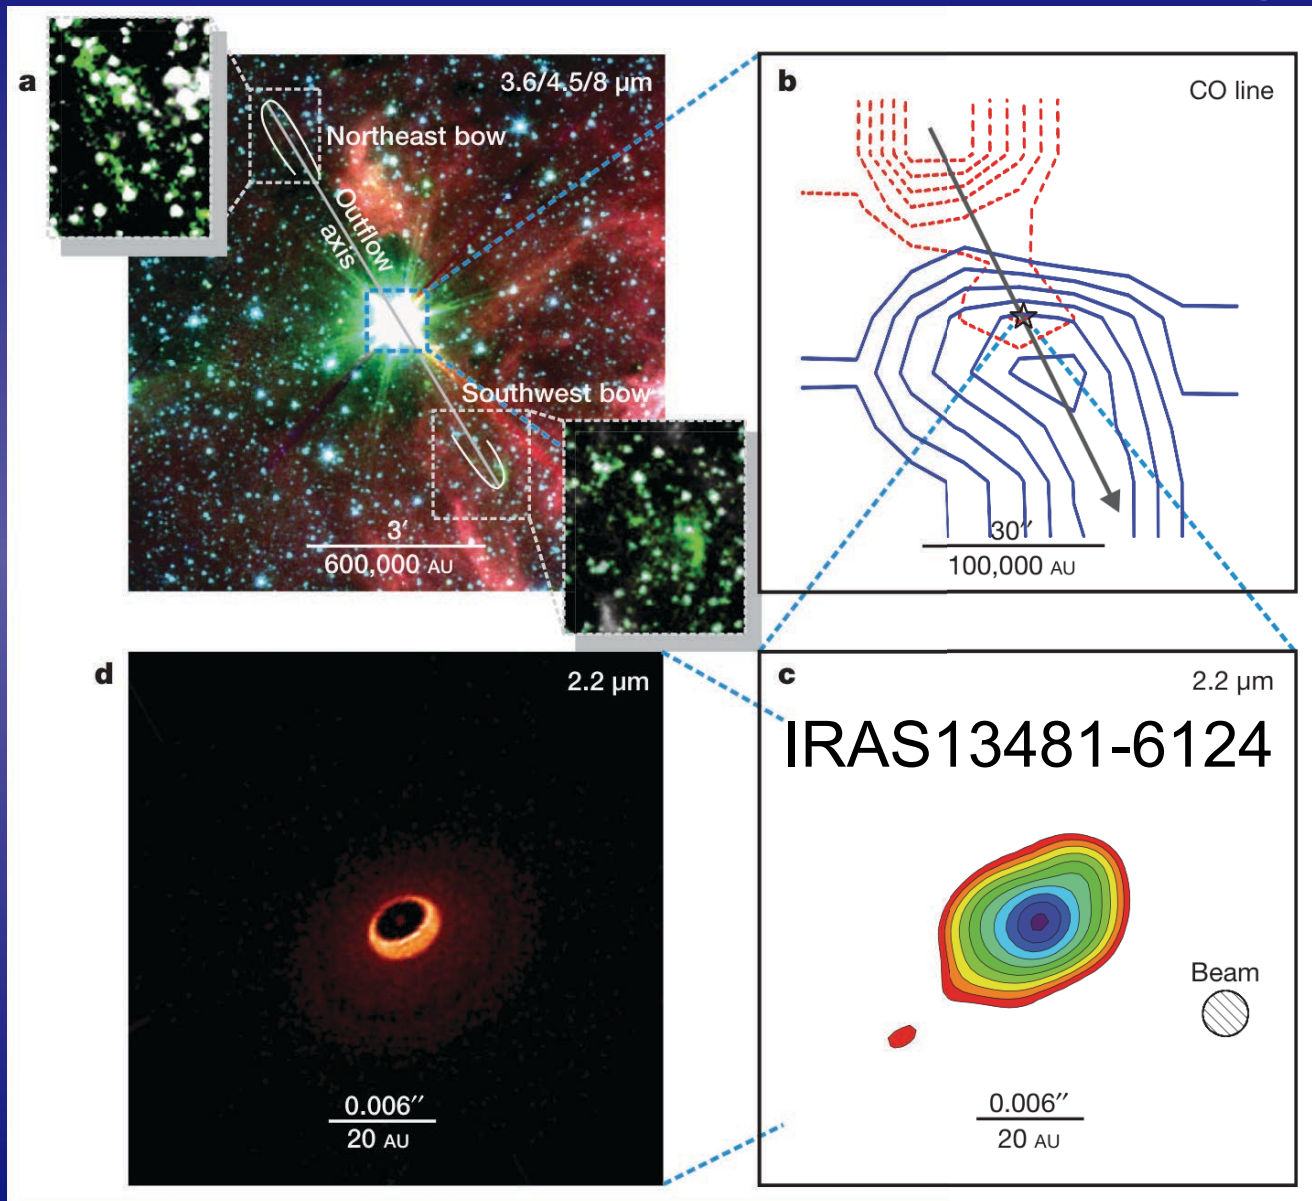 a
3.6/4.5/8 µm
Northeast bow
Outflow
axis
Southwest bow
3′
600,000 AU
b
CO line
30″
100,000 AU
d
2.2 µm
0.006″
20 AU
c
2.2 µm
IRAS13481-6124
Beam
0.006″
20 AU